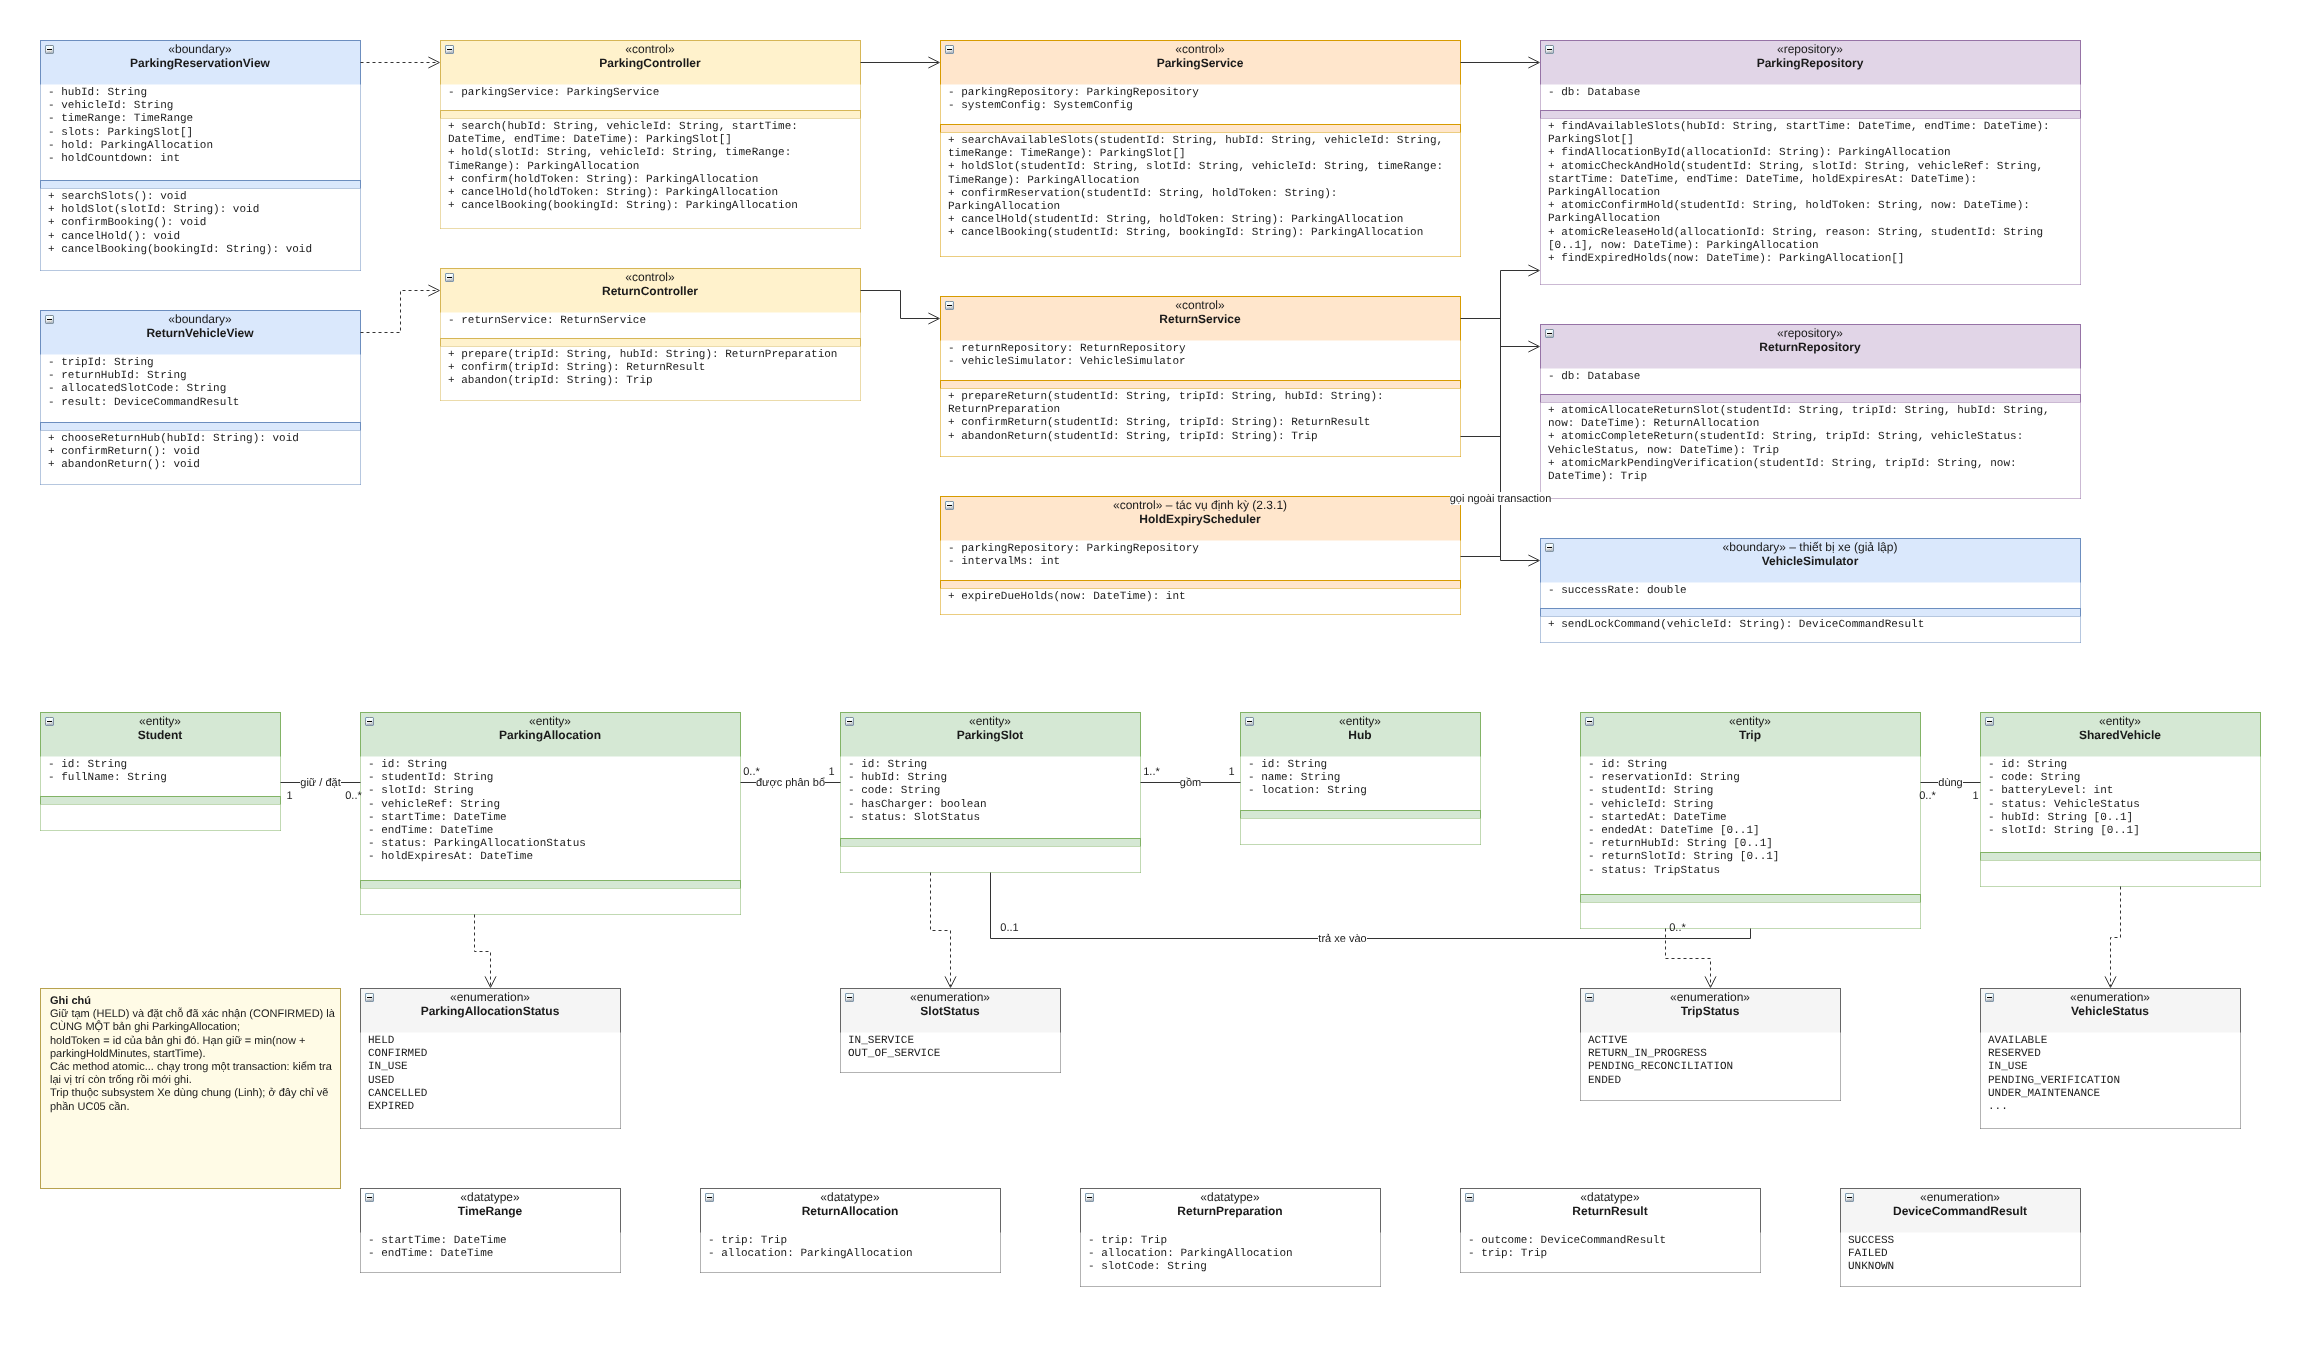 «boundary»
ParkingReservationView
- hubId: String
- vehicleId: String
- timeRange: TimeRange
- slots: ParkingSlot[]
- hold: ParkingAllocation
- holdCountdown: int
+ searchSlots(): void
+ holdSlot(slotId: String): void
+ confirmBooking(): void
+ cancelHold(): void
+ cancelBooking(bookingId: String): void
«control»
ParkingController
- parkingService: ParkingService
+ search(hubId: String, vehicleId: String, startTime:
DateTime, endTime: DateTime): ParkingSlot[]
+ hold(slotId: String, vehicleId: String, timeRange:
TimeRange): ParkingAllocation
+ confirm(holdToken: String): ParkingAllocation
+ cancelHold(holdToken: String): ParkingAllocation
+ cancelBooking(bookingId: String): ParkingAllocation
«control»
ParkingService
- parkingRepository: ParkingRepository
- systemConfig: SystemConfig
+ searchAvailableSlots(studentId: String, hubId: String, vehicleId: String,
timeRange: TimeRange): ParkingSlot[]
+ holdSlot(studentId: String, slotId: String, vehicleId: String, timeRange:
TimeRange): ParkingAllocation
+ confirmReservation(studentId: String, holdToken: String):
ParkingAllocation
+ cancelHold(studentId: String, holdToken: String): ParkingAllocation
+ cancelBooking(studentId: String, bookingId: String): ParkingAllocation
«repository»
ParkingRepository
- db: Database
+ findAvailableSlots(hubId: String, startTime: DateTime, endTime: DateTime):
ParkingSlot[]
+ findAllocationById(allocationId: String): ParkingAllocation
+ atomicCheckAndHold(studentId: String, slotId: String, vehicleRef: String,
startTime: DateTime, endTime: DateTime, holdExpiresAt: DateTime):
ParkingAllocation
+ atomicConfirmHold(studentId: String, holdToken: String, now: DateTime):
ParkingAllocation
+ atomicReleaseHold(allocationId: String, reason: String, studentId: String
[0..1], now: DateTime): ParkingAllocation
+ findExpiredHolds(now: DateTime): ParkingAllocation[]
«boundary»
ReturnVehicleView
- tripId: String
- returnHubId: String
- allocatedSlotCode: String
- result: DeviceCommandResult
+ chooseReturnHub(hubId: String): void
+ confirmReturn(): void
+ abandonReturn(): void
«control»
ReturnController
- returnService: ReturnService
+ prepare(tripId: String, hubId: String): ReturnPreparation
+ confirm(tripId: String): ReturnResult
+ abandon(tripId: String): Trip
«control»
ReturnService
- returnRepository: ReturnRepository
- vehicleSimulator: VehicleSimulator
+ prepareReturn(studentId: String, tripId: String, hubId: String):
ReturnPreparation
+ confirmReturn(studentId: String, tripId: String): ReturnResult
+ abandonReturn(studentId: String, tripId: String): Trip
«repository»
ReturnRepository
- db: Database
+ atomicAllocateReturnSlot(studentId: String, tripId: String, hubId: String,
now: DateTime): ReturnAllocation
+ atomicCompleteReturn(studentId: String, tripId: String, vehicleStatus:
VehicleStatus, now: DateTime): Trip
+ atomicMarkPendingVerification(studentId: String, tripId: String, now:
DateTime): Trip
gọi ngoài transaction
«control» – tác vụ định kỳ (2.3.1)
HoldExpiryScheduler
- parkingRepository: ParkingRepository
- intervalMs: int
+ expireDueHolds(now: DateTime): int
«boundary» – thiết bị xe (giả lập)
VehicleSimulator
- successRate: double
+ sendLockCommand(vehicleId: String): DeviceCommandResult
«entity»
Student
- id: String
- fullName: String
giữ / đặt
1
0..*
«entity»
ParkingAllocation
- id: String
- studentId: String
- slotId: String
- vehicleRef: String
- startTime: DateTime
- endTime: DateTime
- status: ParkingAllocationStatus
- holdExpiresAt: DateTime
0..*
được phân bổ
1
«entity»
ParkingSlot
- id: String
- hubId: String
- code: String
- hasCharger: boolean
- status: SlotStatus
1..*
gồm
1
«entity»
Hub
- id: String
- name: String
- location: String
«entity»
Trip
- id: String
- reservationId: String
- studentId: String
- vehicleId: String
- startedAt: DateTime
- endedAt: DateTime [0..1]
- returnHubId: String [0..1]
- returnSlotId: String [0..1]
- status: TripStatus
dùng
0..*
1
«entity»
SharedVehicle
- id: String
- code: String
- batteryLevel: int
- status: VehicleStatus
- hubId: String [0..1]
- slotId: String [0..1]
0..1
trả xe vào
0..*
Ghi chú
Giữ tạm (HELD) và đặt chỗ đã xác nhận (CONFIRMED) là
CÙNG MỘT bản ghi ParkingAllocation;
holdToken = id của bản ghi đó. Hạn giữ = min(now +
parkingHoldMinutes, startTime).
Các method atomic... chạy trong một transaction: kiểm tra
lại vị trí còn trống rồi mới ghi.
Trip thuộc subsystem Xe dùng chung (Linh); ở đây chỉ vẽ
phần UC05 cần.
«enumeration»
ParkingAllocationStatus
HELD
CONFIRMED
IN_USE
USED
CANCELLED
EXPIRED
«enumeration»
SlotStatus
IN_SERVICE
OUT_OF_SERVICE
«enumeration»
TripStatus
ACTIVE
RETURN_IN_PROGRESS
PENDING_RECONCILIATION
ENDED
«enumeration»
VehicleStatus
AVAILABLE
RESERVED
IN_USE
PENDING_VERIFICATION
UNDER_MAINTENANCE
...
«datatype»
TimeRange
- startTime: DateTime
- endTime: DateTime
«datatype»
ReturnAllocation
- trip: Trip
- allocation: ParkingAllocation
«datatype»
ReturnPreparation
- trip: Trip
- allocation: ParkingAllocation
- slotCode: String
«datatype»
ReturnResult
- outcome: DeviceCommandResult
- trip: Trip
«enumeration»
DeviceCommandResult
SUCCESS
FAILED
UNKNOWN